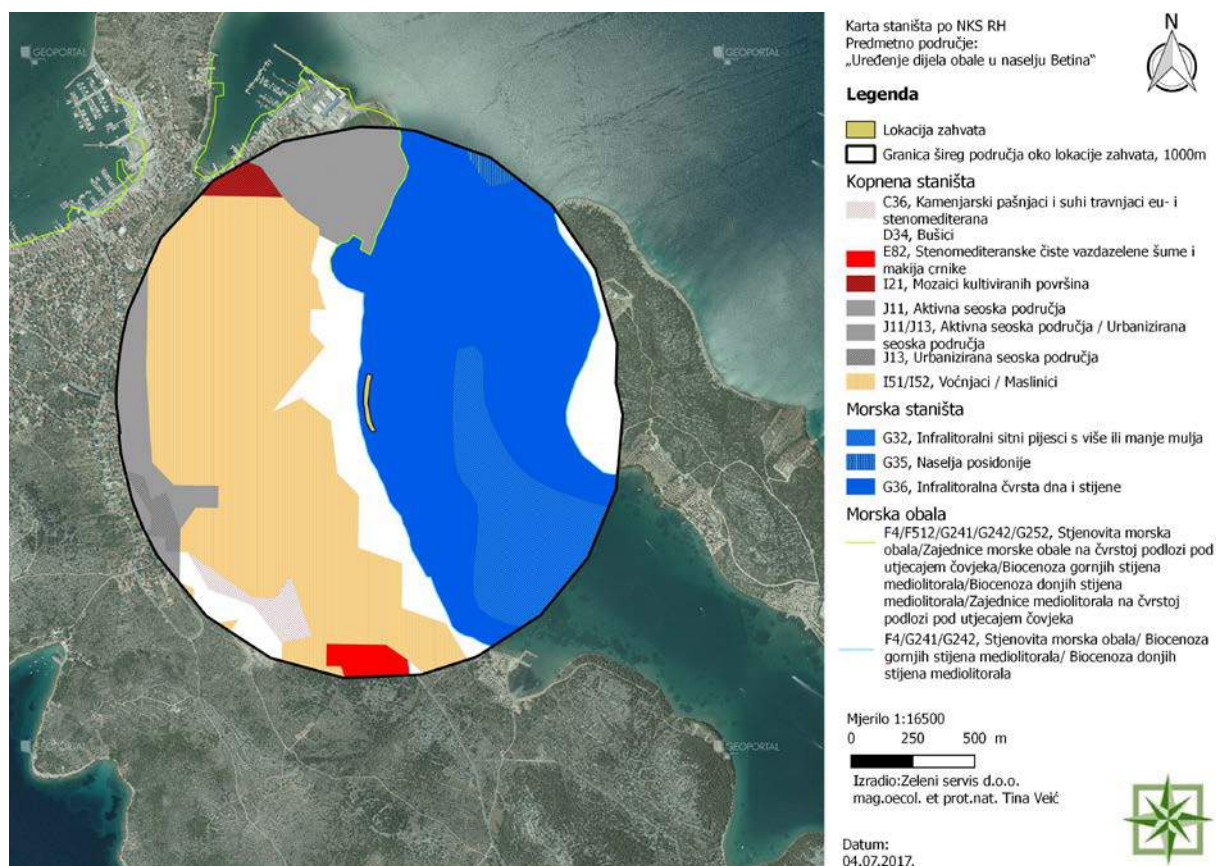 GEOPORTAL
GEOPORTAL
GEOPORTAL
GEOPORTAL
Karta staništa po NKS RH
Predmetno područje:
„Uređenje dijela obale u naselju Betina“
N
Legenda
Lokacija zahvata
Granica šireg područja oko lokacije zahvata, 1000m
Kopnena staništa
C36, Kamenjarski pašnjaci i suhi travnjaci eu- i
stenomediterana
D34, Bušici
E82, Stenomediteranske čiste vazdazelene šume i
makija crnike
I21, Mozaici kultiviranih površina
J11, Aktivna seoska područja
J11/J13, Aktivna seoska područja / Urbanizirana
seoska područja
J13, Urbanizirana seoska područja
I51/I52, Voćnjaci / Maslinici
Morska staništa
G32, Infralitoralni sitni pijesci s više ili manje mulja
G35, Naselja posidonije
G36, Infralitoralna čvrsta dna i stijene
Morska obala
F4/F512/G241/G242/G252, Stjenovita morska
obala/Zajednice morske obale na čvrstoj podlozi pod
utjecajem čovjeka/Biocenoza gornjih stijena
mediolitorala/Biocenoza donjih stijena
mediolitorala/Zajednice mediolitorala na čvrstoj
podlozi pod utjecajem čovjeka
F4/G241/G242, Stjenovita morska obala/ Biocenoza
gornjih stijena mediolitorala/ Biocenoza donjih
stijena mediolitorala
Mjerilo 1:16500
0 250 500 m
Izradio:Zeleni servis d.o.o.
mag.oecol. et prot.nat. Tina Veić
Datum:
04.07.2017.